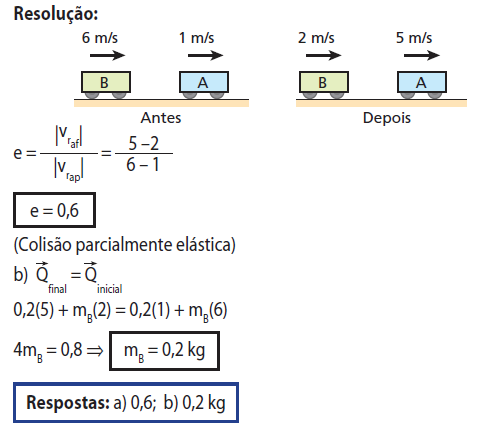 Resolução:
6 m/s 1 m/s 2 m/s 5 m/s
B A B A
Antes Depois
e = |v_raf| / |v_rap| = 5 – 2 / 6 – 1
e = 0,6
(Colisão parcialmente elástica)
b) Q⃗_final = Q⃗_inicial
0,2(5) + m_B(2) = 0,2(1) + m_B(6)
4m_B = 0,8 ⇒ m_B = 0,2 kg
Respostas: a) 0,6; b) 0,2 kg